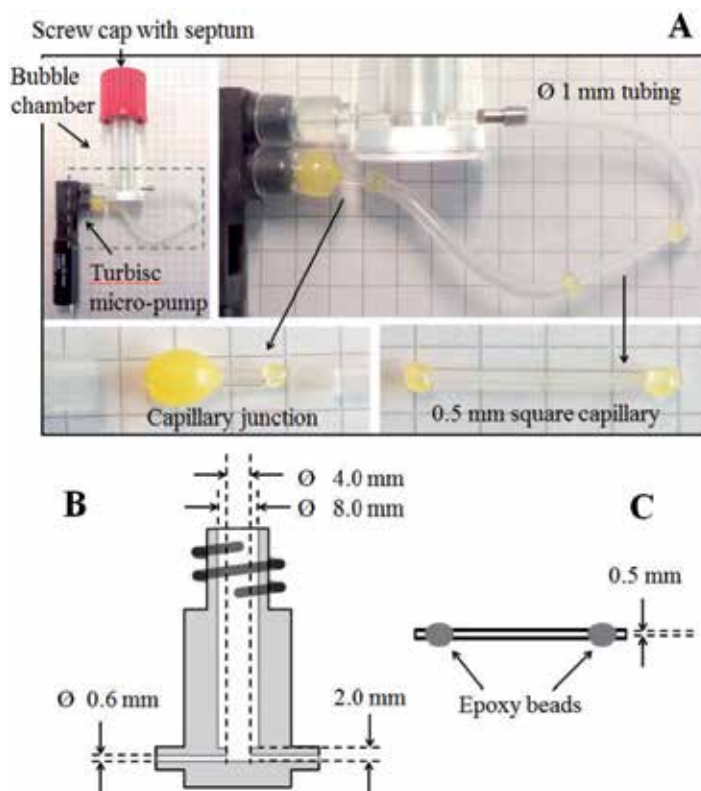 Screw cap with septum
A
Bubble
chamber
Ø 1 mm tubing
Turbisc
micro-pump
Capillary junction
0.5 mm square capillary
B
Ø 4.0 mm
Ø 8.0 mm
C
0.5 mm
Ø 0.6 mm
2.0 mm
Epoxy beads